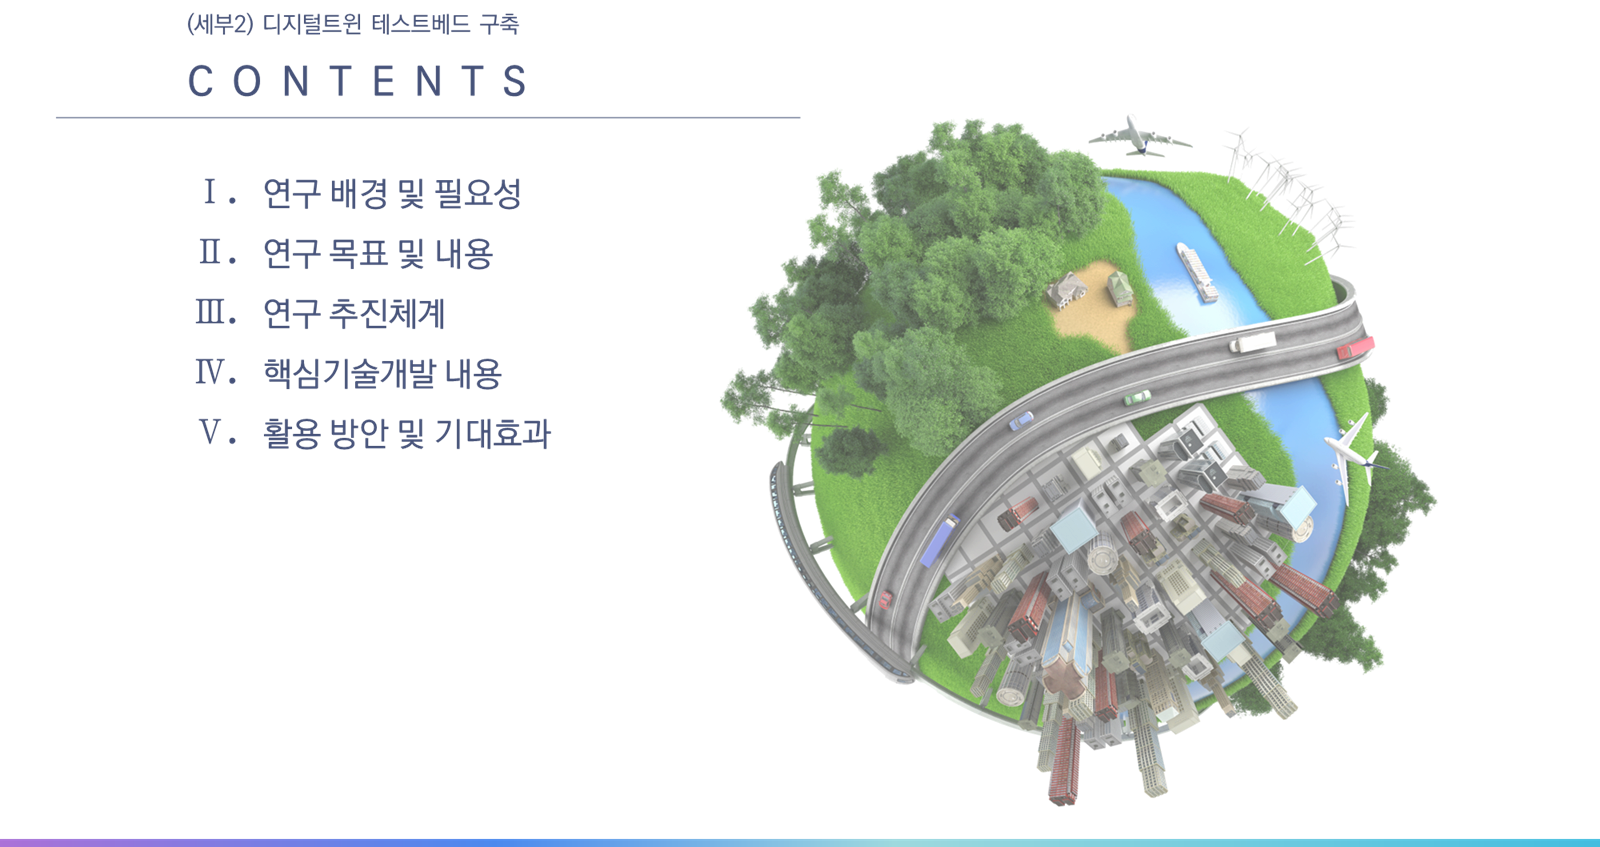 (세부2) 디지털트윈 테스트베드 구축
CONTENTS
Ⅰ. 연구 배경 및 필요성
Ⅱ. 연구 목표 및 내용
Ⅲ. 연구 추진체계
Ⅳ. 핵심기술개발 내용
Ⅴ. 활용 방안 및 기대효과